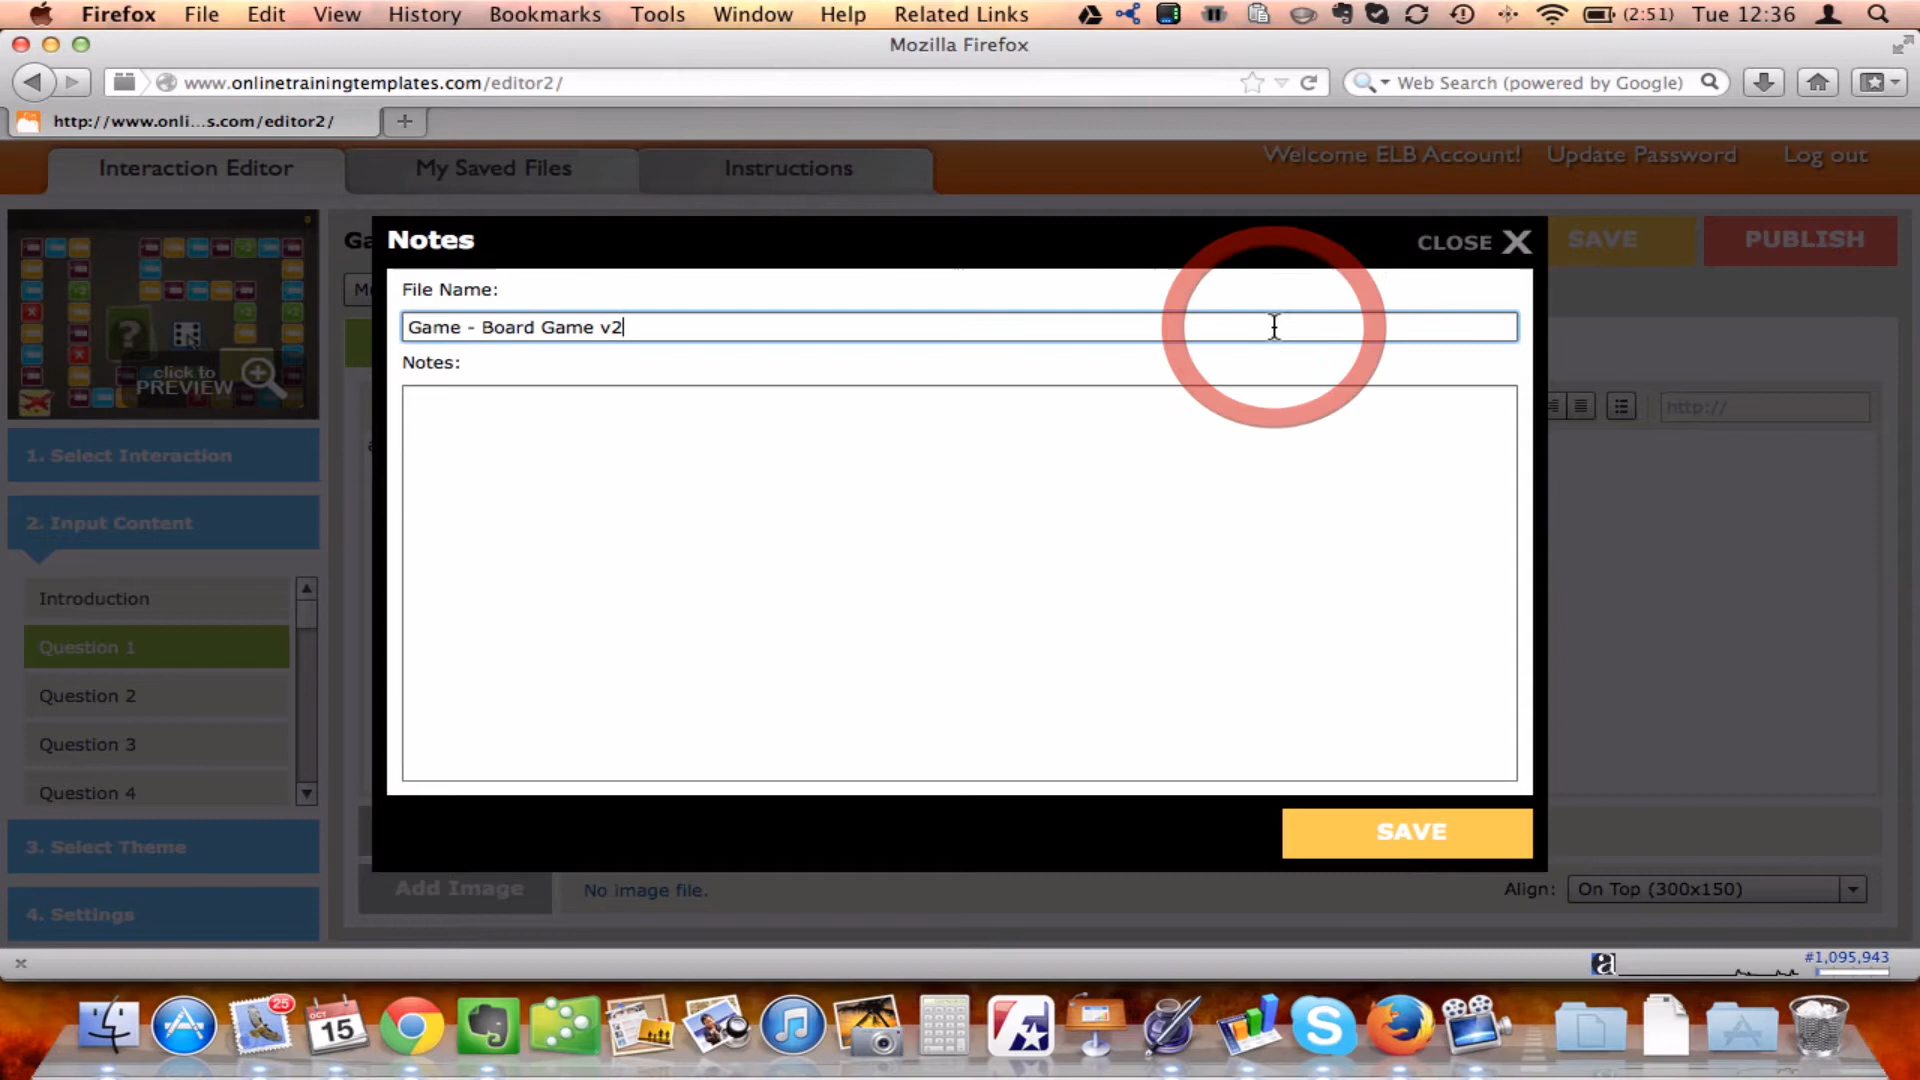 Firefox File Edit View History Bookmarks Tools Window Help Related Links (2:51) Tue 12:36
Mozilla Firefox
www.onlinetrainingtemplates.com/editor2/
Web Search (powered by Google)
http://www.onli...s.com/editor2/
Interaction Editor
My Saved Files
Instructions
Welcome ELB Account!
Update Password
Log out
Notes
CLOSE X
SAVE
PUBLISH
File Name:
Game - Board Game v2
Notes:
http://
click to
PREVIEW
1. Select Interaction
2. Input Content
Introduction
Question 1
Question 2
Question 3
Question 4
SAVE
3. Select Theme
Add Image
No image file.
Align:
On Top (300x150)
4. Settings
#1,095,943
25
OCT
15